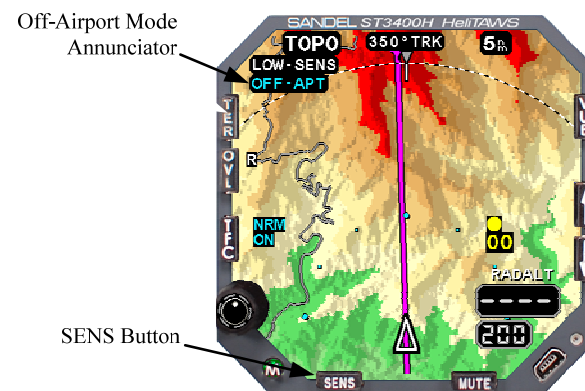 Off-Airport Mode
Annunciator
SENS Button
SANDEL ST3400H HeliTAWS
TOPO
350° TRK
5nm
LOW-SENS
OFF-APT
TER
OVL
TFC
R
NRM
ON
00
RADALT
----
200
M
SENS
MUTE